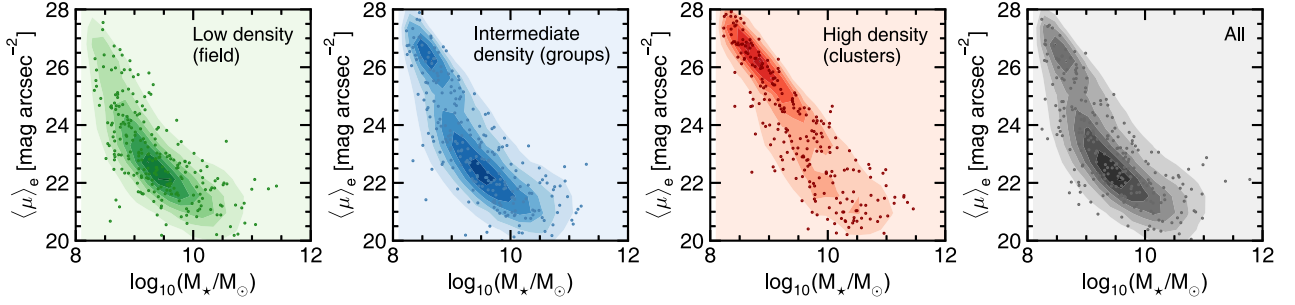 28
26
24
22
20
⟨μ⟩e [mag arcsec−2]
Low density
(field)
8
10
12
log10(M⋆/M⊙)
28
26
24
22
20
⟨μ⟩e [mag arcsec−2]
Intermediate
density (groups)
8
10
12
log10(M⋆/M⊙)
28
26
24
22
20
⟨μ⟩e [mag arcsec−2]
High density
(clusters)
8
10
12
log10(M⋆/M⊙)
28
26
24
22
20
⟨μ⟩e [mag arcsec−2]
All
8
10
12
log10(M⋆/M⊙)